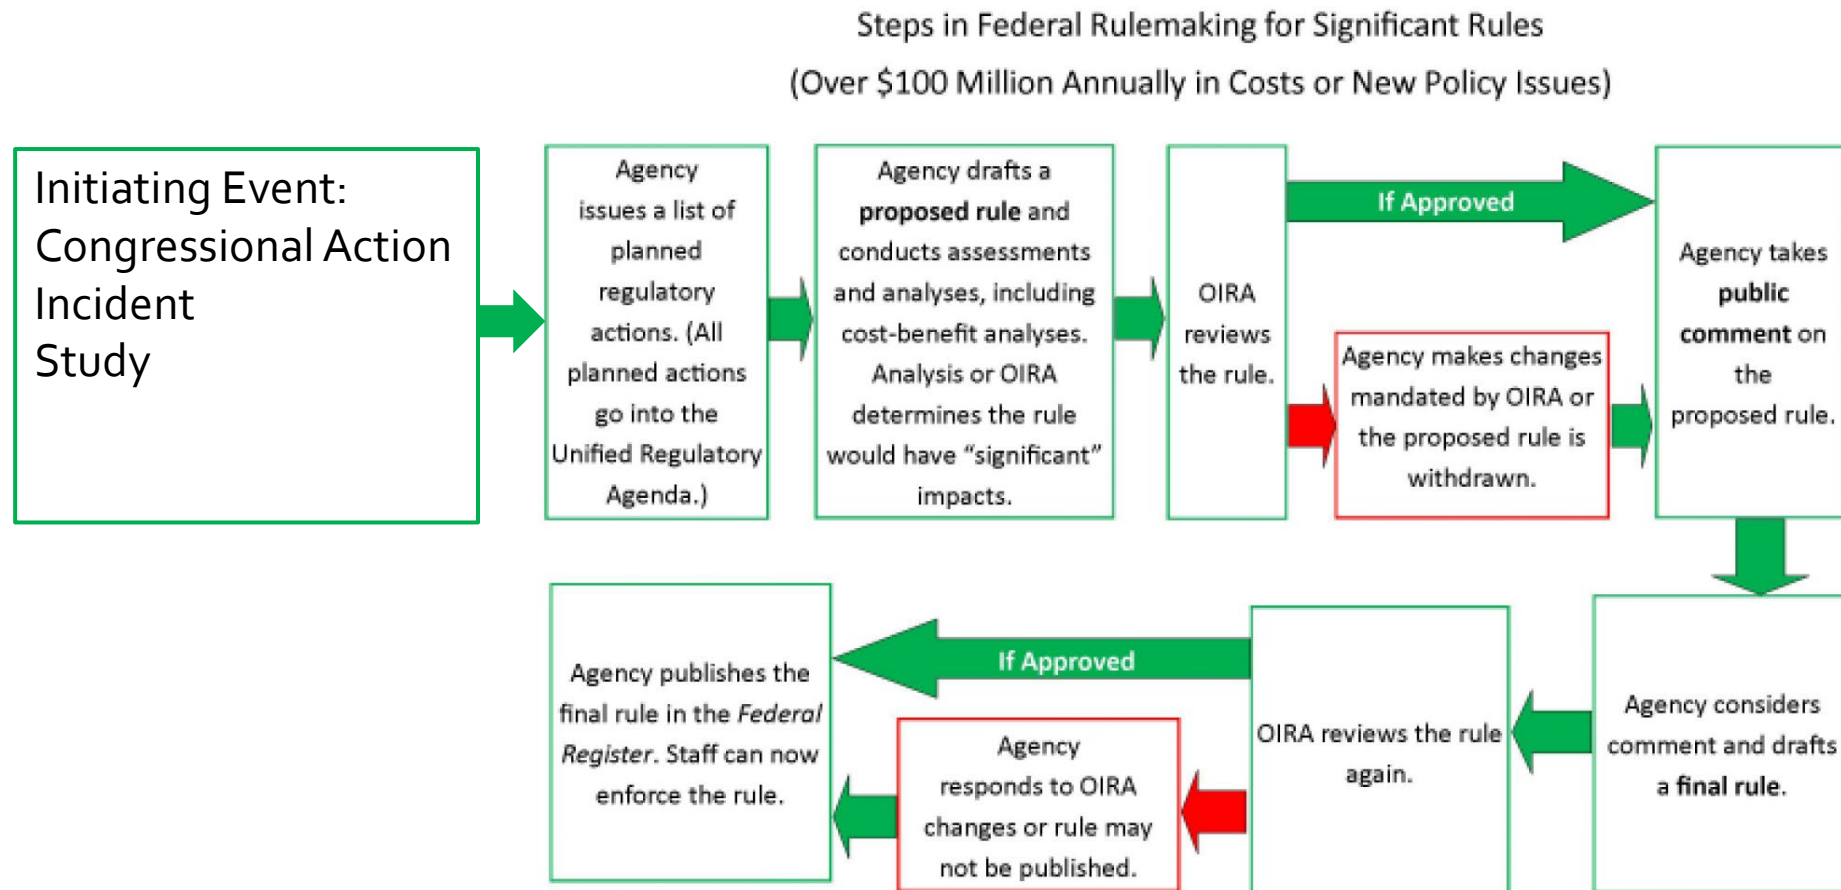 Steps in Federal Rulemaking for Significant Rules
(Over $100 Million Annually in Costs or New Policy Issues)
Initiating Event:
Congressional Action
Incident
Study
Agency
issues a list of
planned
regulatory
actions. (All
planned actions
go into the
Unified Regulatory
Agenda.)
Agency drafts a
proposed rule and
conducts assessments
and analyses, including
cost-benefit analyses.
Analysis or OIRA
determines the rule
would have “significant”
impacts.
OIRA
reviews
the rule.
If Approved
Agency makes changes
mandated by OIRA or
the proposed rule is
withdrawn.
Agency takes
public
comment on
the
proposed rule.
Agency considers
comment and drafts
a final rule.
OIRA reviews the rule
again.
If Approved
Agency
responds to OIRA
changes or rule may
not be published.
Agency publishes the
final rule in the Federal
Register. Staff can now
enforce the rule.